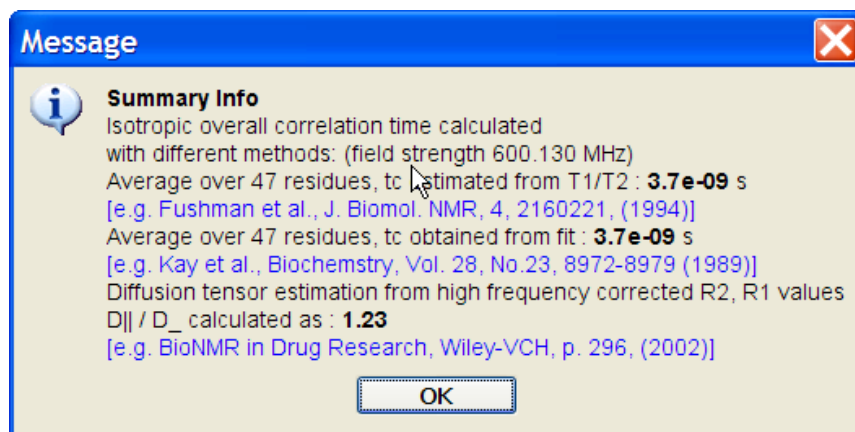 Message
Summary Info
Isotropic overall correlation time calculated
with different methods: (field strength 600.130 MHz)
Average over 47 residues, tc estimated from T1/T2 : 3.7e-09 s
[e.g. Fushman et al., J. Biomol. NMR, 4, 2160221, (1994)]
Average over 47 residues, tc obtained from fit : 3.7e-09 s
[e.g. Kay et al., Biochemstry, Vol. 28, No.23, 8972-8979 (1989)]
Diffusion tensor estimation from high frequency corrected R2, R1 values
D|| / D_ calculated as : 1.23
[e.g. BioNMR in Drug Research, Wiley-VCH, p. 296, (2002)]
OK